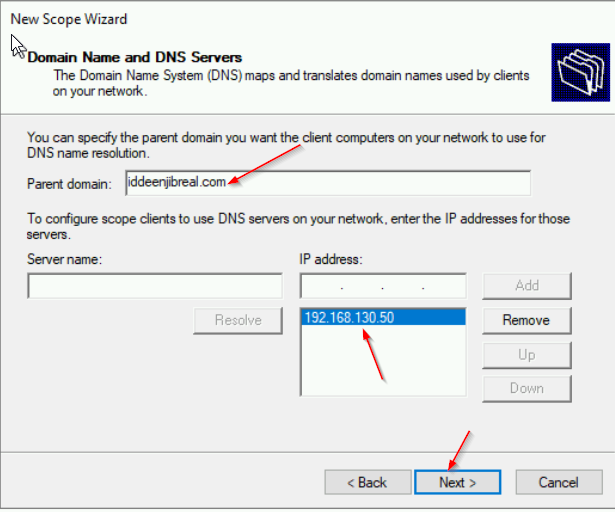 New Scope Wizard
Domain Name and DNS Servers
The Domain Name System (DNS) maps and translates domain names used by clients
on your network.
You can specify the parent domain you want the client computers on your network to use for
DNS name resolution.
Parent domain: iddeenjibreal.com
To configure scope clients to use DNS servers on your network, enter the IP addresses for those
servers.
Server name: IP address:
. . . Add
Resolve 192.168.130.50 Remove
Up
Down
< Back Next > Cancel